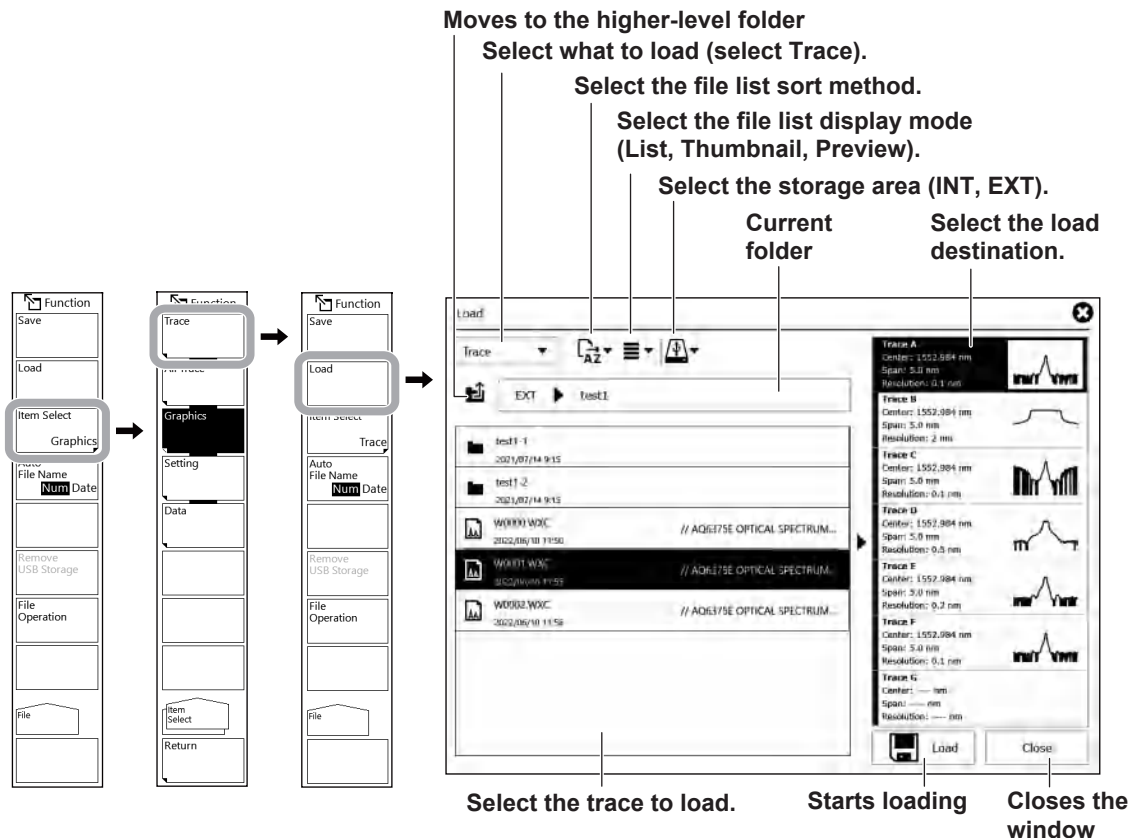 Moves to the higher-level folder
Select what to load (select Trace).
Select the file list sort method.
Select the file list display mode
(List, Thumbnail, Preview).
Select the storage area (INT, EXT).
Current
folder
Select the load
destination.
Function
Save
Load
Item Select
Graphics
Auto
File Name
Num Date
Remove
USB Storage
File
Operation
File
Function
Trace
All Trace
Graphics
Setting
Data
Item
Select
Return
Function
Save
Load
Item Select
Trace
Auto
File Name
Num Date
Remove
USB Storage
File
Operation
File
Load
Trace
AZ
EXT test1
test1-1
2021/07/14 9:15
test1-2
2021/07/14 9:15
W0000.WXC // AQ6375E OPTICAL SPECTRUM...
2022/06/10 11:50
W0001.WXC // AQ6375E OPTICAL SPECTRUM...
W0002.WXC // AQ6375E OPTICAL SPECTRUM...
2022/06/10 11:56
Trace A
Center: 1552.984 nm
Span: 5.0 nm
Resolution: 0.1 nm
Trace B
Center: 1552.984 nm
Span: 5.0 nm
Resolution: 2 nm
Trace C
Center: 1552.984 nm
Span: 5.0 nm
Resolution: 0.1 nm
Trace D
Center: 1552.984 nm
Span: 5.0 nm
Resolution: 0.5 nm
Trace E
Center: 1552.984 nm
Span: 5.0 nm
Resolution: 0.2 nm
Trace F
Center: 1552.984 nm
Span: 5.0 nm
Resolution: 0.1 nm
Trace G
Center: --- nm
Span: --- nm
Resolution: --- nm
Load
Close
Select the trace to load.
Starts loading
Closes the
window